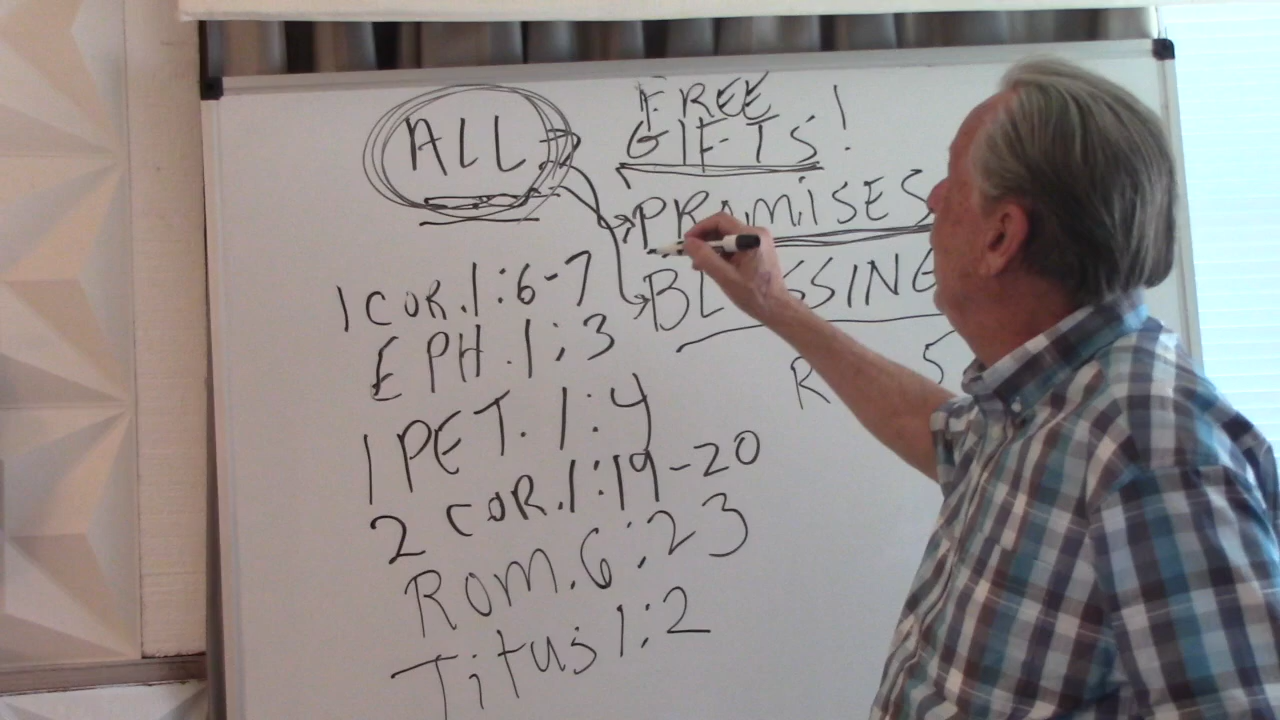 ALL
FREE
GIFTS!
PROMISES
1 COR. 1:6-7
EPH. 1:3
1 PET. 1:4
2 COR. 1:19-20
Rom. 6:23
Titus 1:2